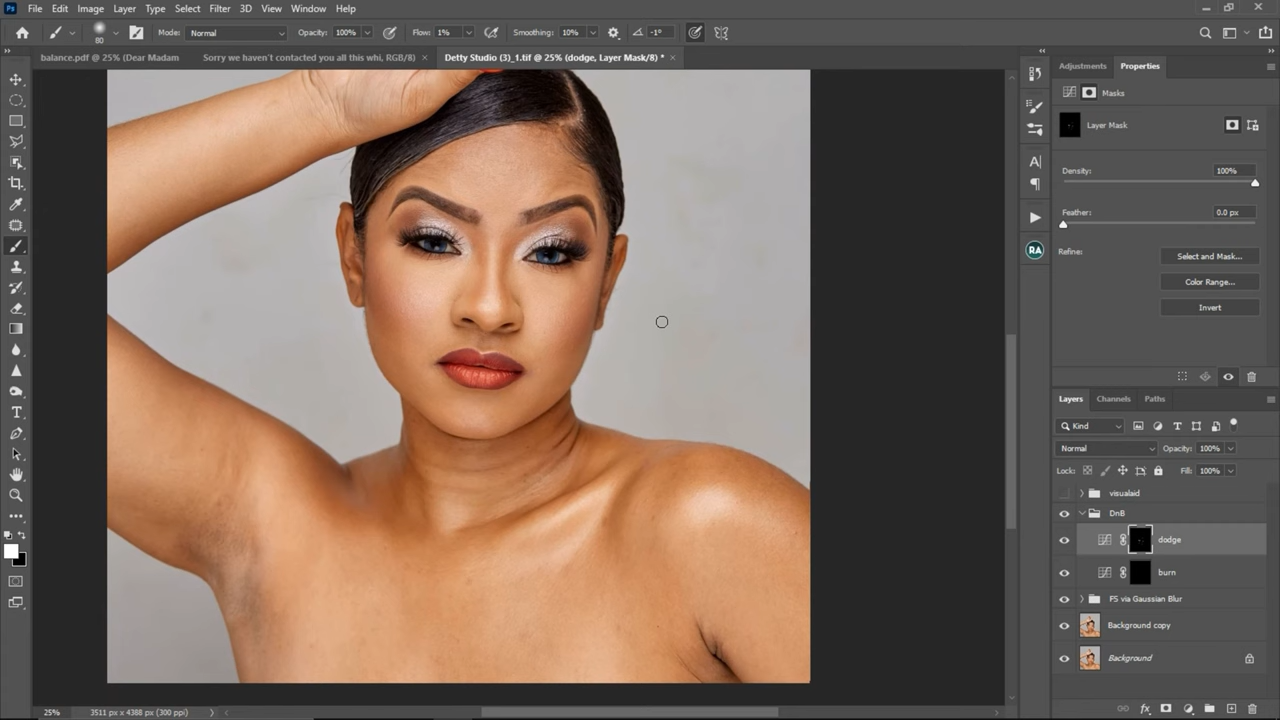 Ps File Edit Image Layer Type Select Filter 3D View Window Help
80 Mode: Normal Opacity: 100% Flow: 1% Smoothing: 10% -1°
balance.pdf @ 25% (Dear Madam Sorry we haven't contacted you all this whi, RGB/8) × Detty Studio (3)_1.tif @ 25% (dodge, Layer Mask/8) * ×
Adjustments Properties
Masks
Layer Mask
Density: 100%
Feather: 0.0 px
Refine: Select and Mask...
Color Range...
Invert
Layers Channels Paths
Kind
Normal Opacity: 100%
Lock: Fill: 100%
visualaid
DnB
dodge
burn
FS via Gaussian Blur
Background copy
Background
RA
25% 3511 px x 4388 px (300 ppi)